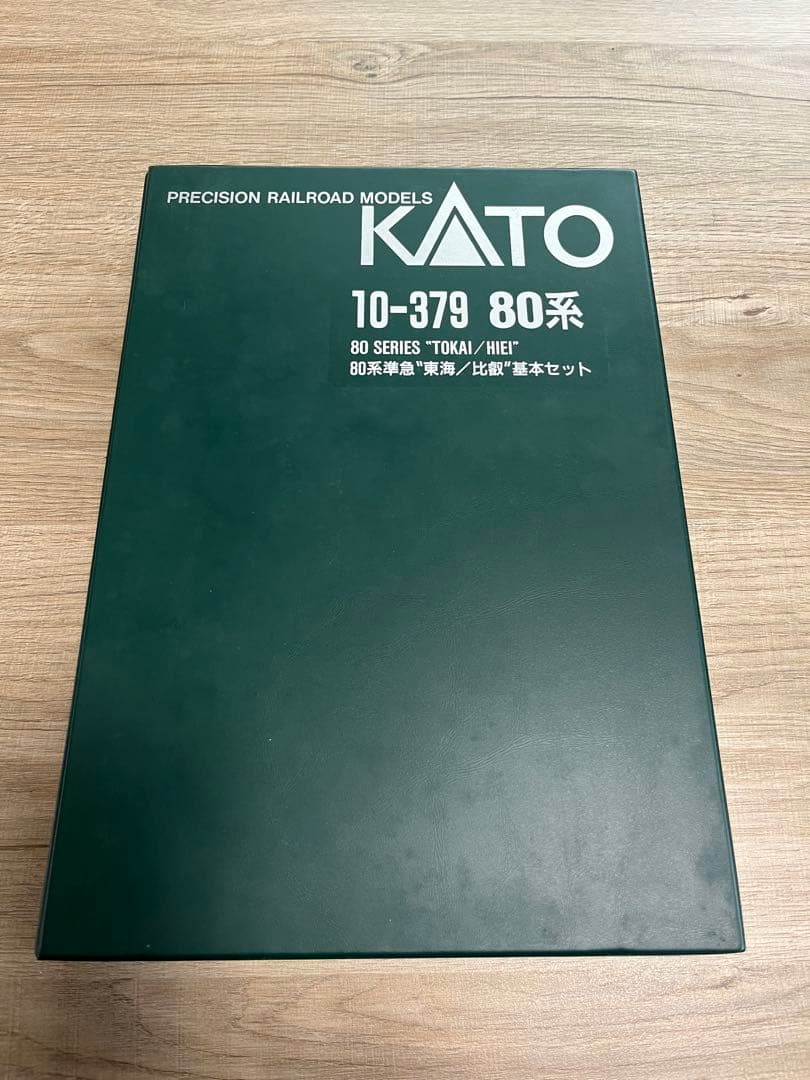 PRECISION RAILROAD MODELS
KATO
10-379 80系
80 SERIES "TOKAI/HIEI"
80系準急"東海/比叡"基本セット